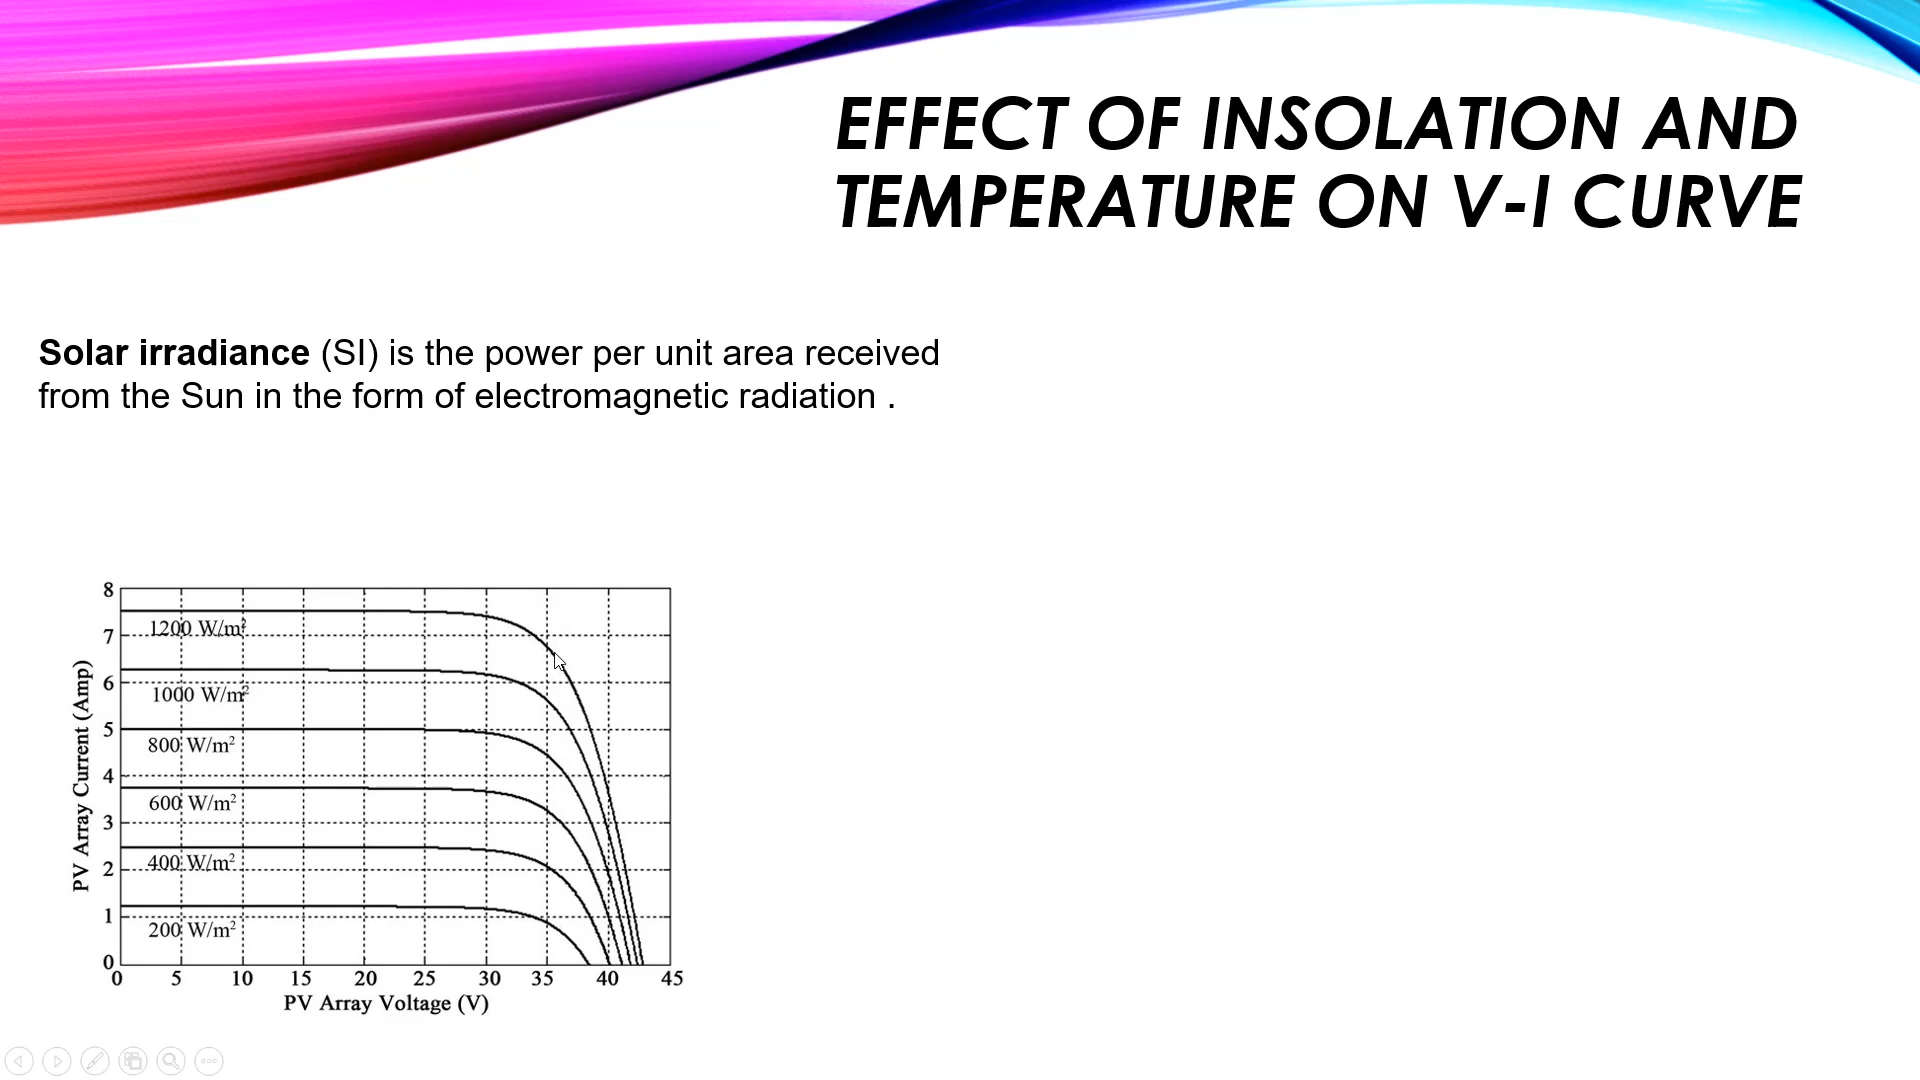 EFFECT OF INSOLATION AND
TEMPERATURE ON V-I CURVE
Solar irradiance (SI) is the power per unit area received
from the Sun in the form of electromagnetic radiation .
PV Array Current (Amp)
8
7
6
5
4
3
2
1
0
1200 W/m²
1000 W/m²
800 W/m²
600 W/m²
400 W/m²
200 W/m²
0 5 10 15 20 25 30 35 40 45
PV Array Voltage (V)